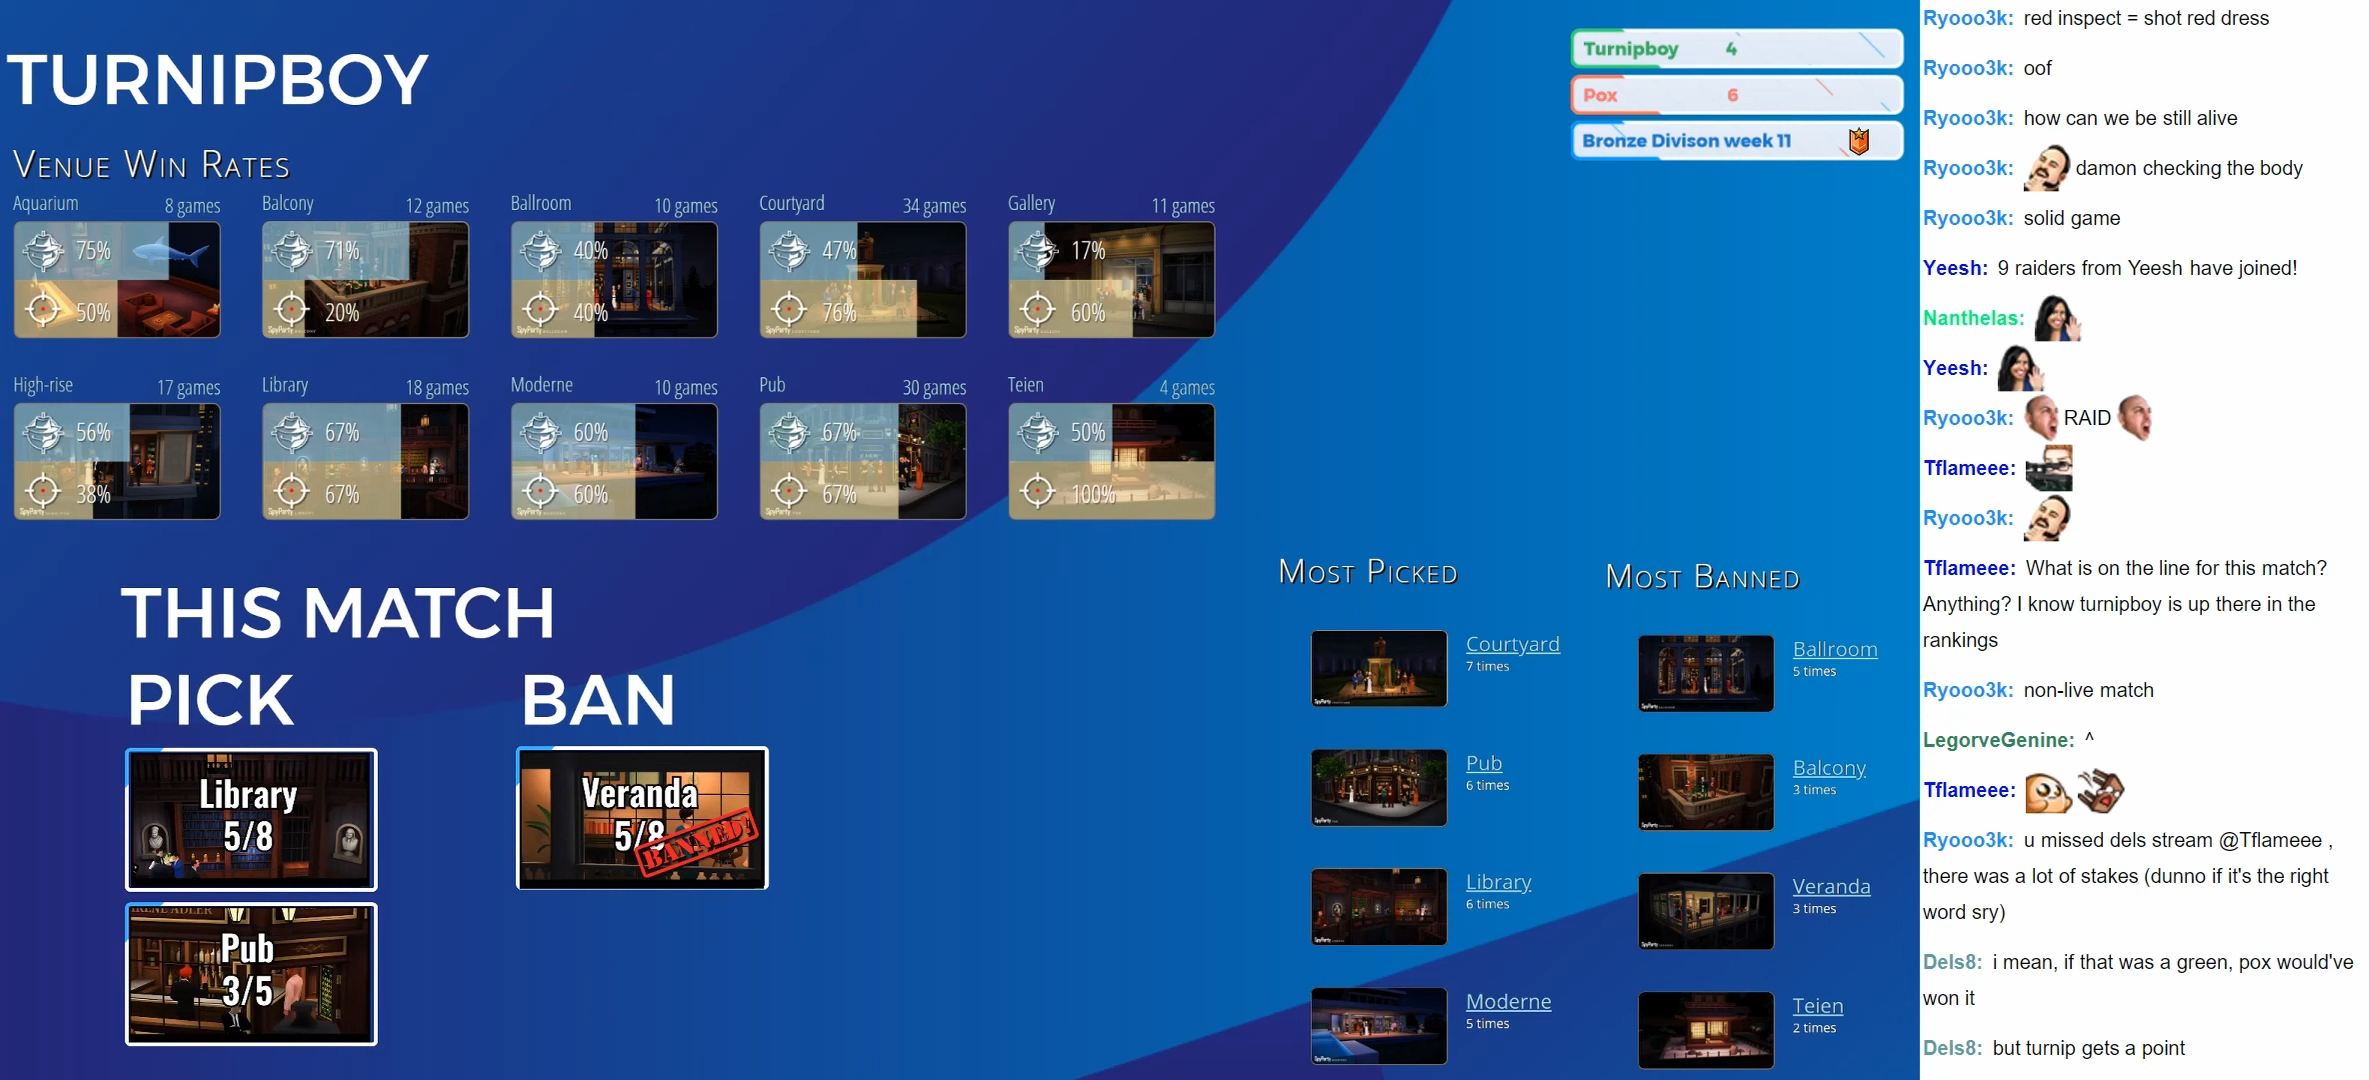 TURNIPBOY
VENUE WIN RATES
Aquarium 8 games
75%
50%
Balcony 12 games
71%
20%
SpyParty
Ballroom 10 games
40%
40%
SpyParty
Courtyard 34 games
47%
76%
SpyParty
Gallery 11 games
17%
60%
SpyParty
High-rise 17 games
56%
38%
SpyParty
Library 18 games
67%
67%
SpyParty
Moderne 10 games
60%
60%
SpyParty
Pub 30 games
67%
67%
SpyParty
Teien 4 games
50%
100%
SpyParty
Turnipboy 4
Pox 6
Bronze Divison week 11
THIS MATCH
PICK
Library
5/8
Pub
3/5
BAN
Veranda
5/8
BANNED!
MOST PICKED
Courtyard
7 times
Pub
6 times
Library
6 times
Moderne
5 times
MOST BANNED
Ballroom
5 times
Balcony
3 times
Veranda
3 times
Teien
2 times
Ryooo3k: red inspect = shot red dress
Ryooo3k: oof
Ryooo3k: how can we be still alive
Ryooo3k: damon checking the body
Ryooo3k: solid game
Yeesh: 9 raiders from Yeesh have joined!
Nanthelas:
Yeesh:
Ryooo3k: RAID
Tflameee:
Ryooo3k:
Tflameee: What is on the line for this match?
Anything? I know turnipboy is up there in the
rankings
Ryooo3k: non-live match
LegorveGenine: ^
Tflameee:
Ryooo3k: u missed dels stream @Tflameee ,
there was a lot of stakes (dunno if it's the right
word sry)
Dels8: i mean, if that was a green, pox would've
won it
Dels8: but turnip gets a point